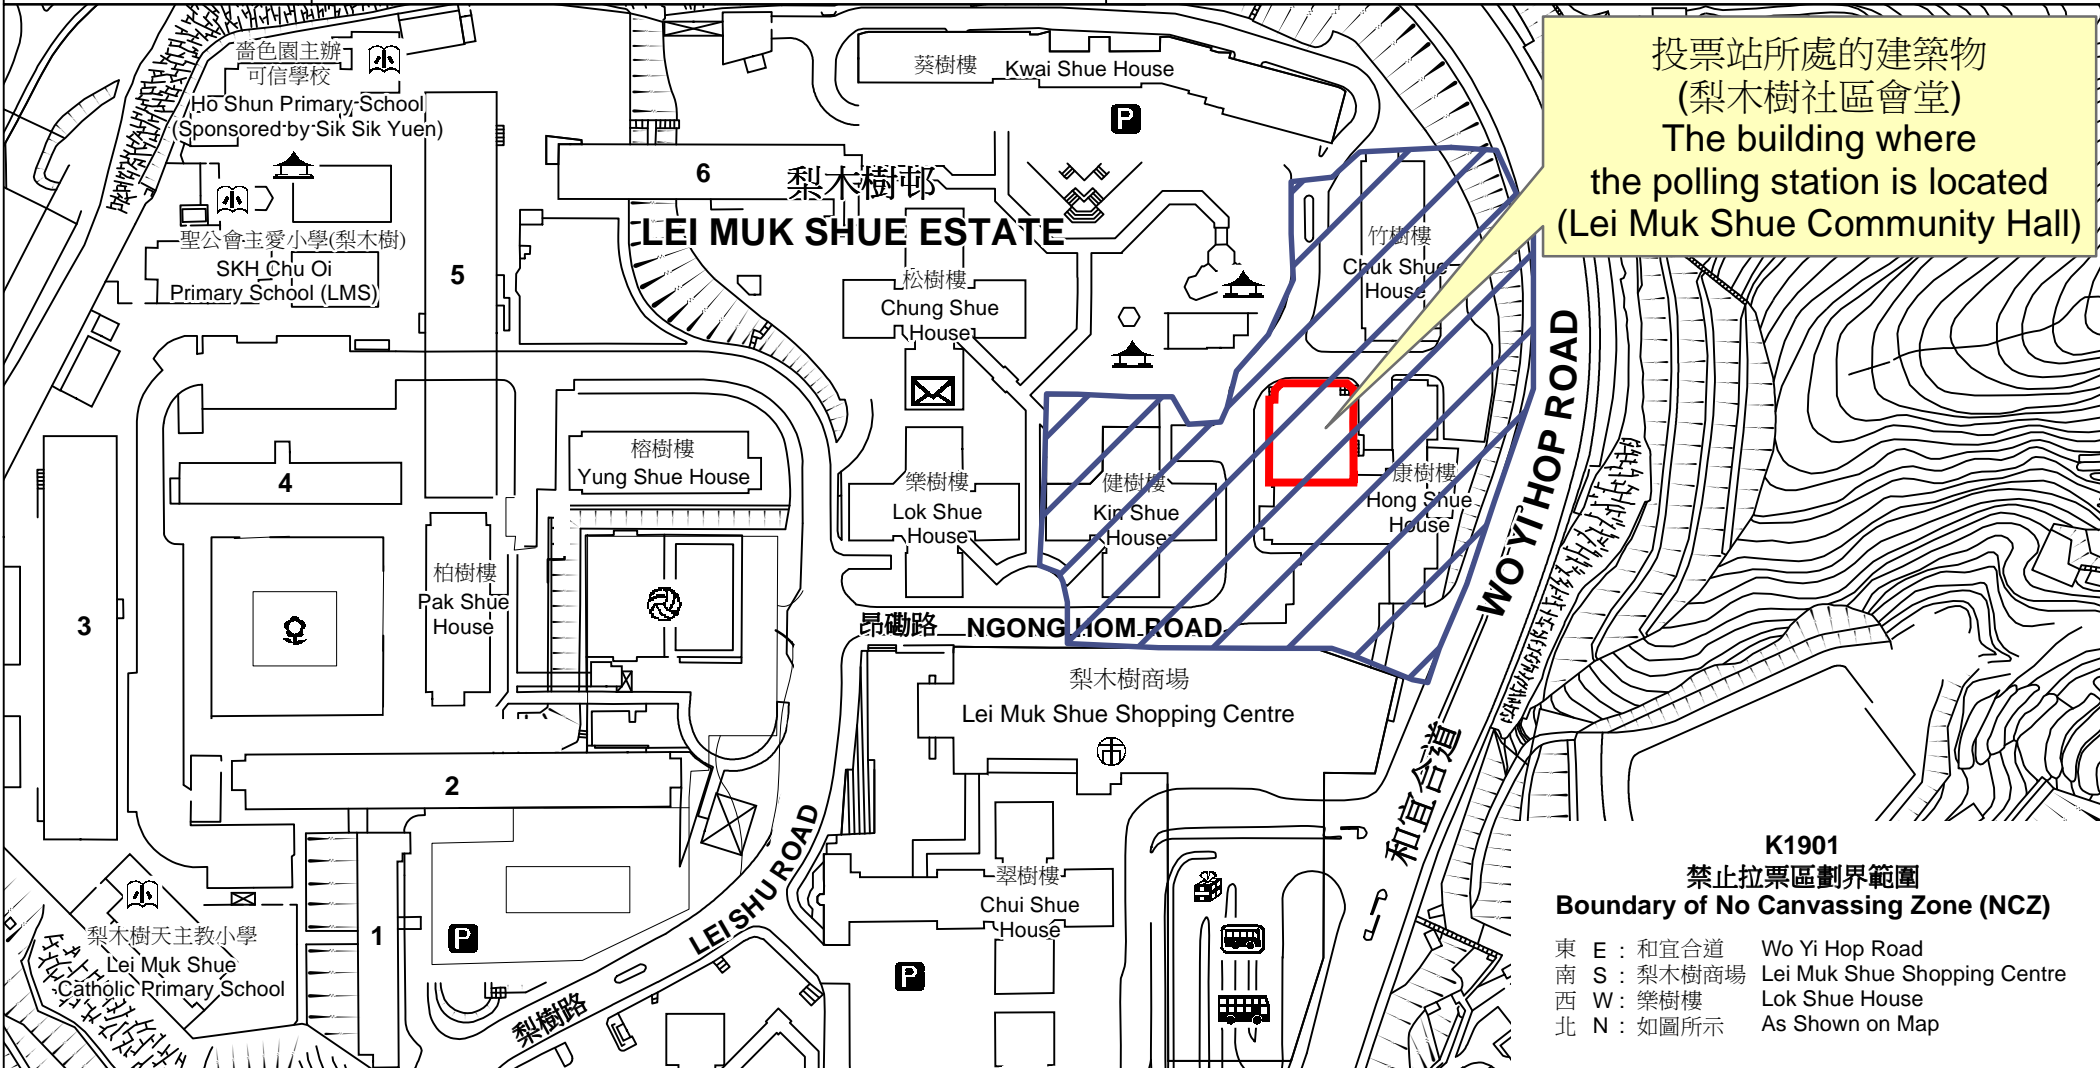 嗇色園主辦
可信學校
Ho Shun Primary School
(Sponsored by Sik Sik Yuen)
聖公會主愛小學(梨木樹)
SKH Chu Oi
Primary School (LMS)
5
6
梨木樹邨
LEI MUK SHUE ESTATE
葵樹樓 Kwai Shue House
P
松樹樓
Chung Shue
House
竹樹樓
Chuk Shue
House
投票站所處的建築物
(梨木樹社區會堂)
The building where
the polling station is located
(Lei Muk Shue Community Hall)
榕樹樓
Yung Shue House
樂樹樓
Lok Shue
House
健樹樓
Kin Shue
House
康樹樓
Hong Shue
House
WO YI HOP ROAD
和宜合道
4
3
柏樹樓
Pak Shue
House
昂磡路 NGONG HOM ROAD
梨木樹商場
Lei Muk Shue Shopping Centre
市
2
1
梨木樹天主教小學
Lei Muk Shue
Catholic Primary School
P
LEI SHU ROAD
梨樹路
翠樹樓
Chui Shue
House
P
K1901
禁止拉票區劃界範圍
Boundary of No Canvassing Zone (NCZ)
東 E : 和宜合道 Wo Yi Hop Road
南 S : 梨木樹商場 Lei Muk Shue Shopping Centre
西 W : 樂樹樓 Lok Shue House
北 N : 如圖所示 As Shown on Map